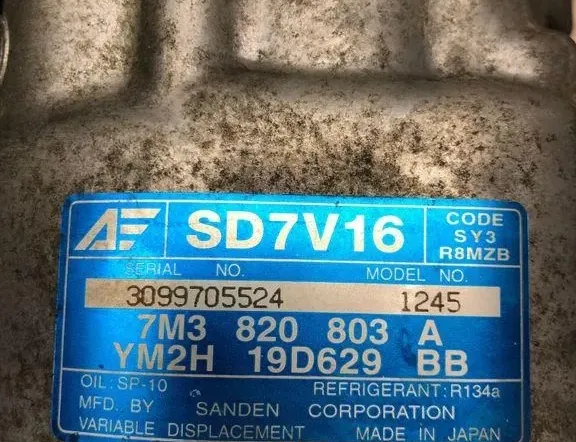 AE SD7V16 CODE
SY3
R8MZB
SERIAL NO. MODEL NO.
3099705524 1245
7M3 820 803 A
YM2H 19D629 BB
OIL:SP-10 REFRIGERANT:R134a
MFD. BY SANDEN CORPORATION
VARIABLE DISPLACEMENT MADE IN JAPAN